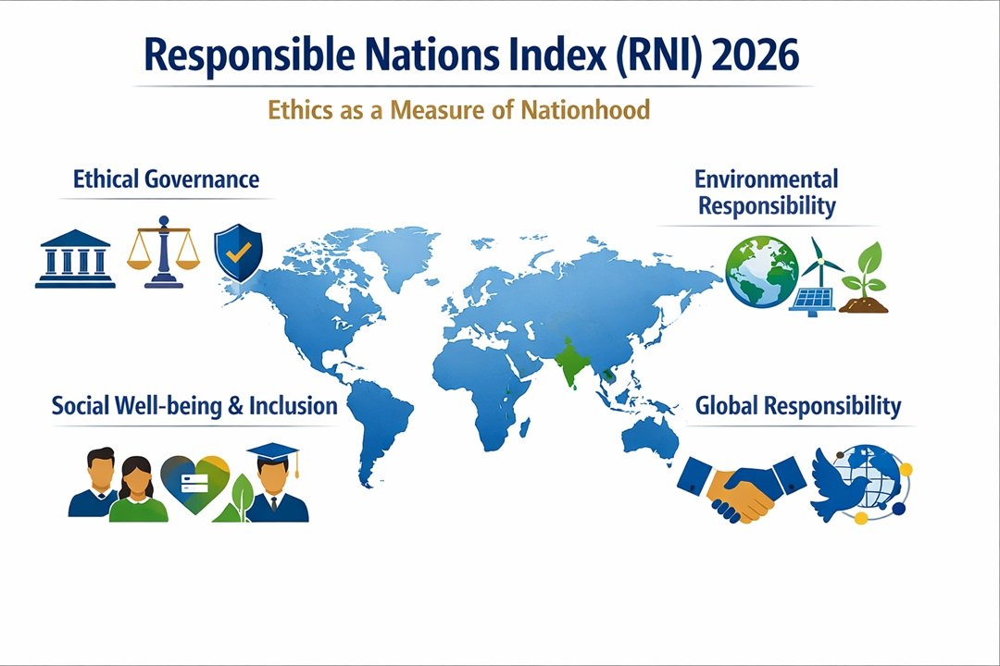 Responsible Nations Index (RNI) 2026
Ethics as a Measure of Nationhood
Ethical Governance
Environmental
Responsibility
Social Well-being & Inclusion
Global Responsibility